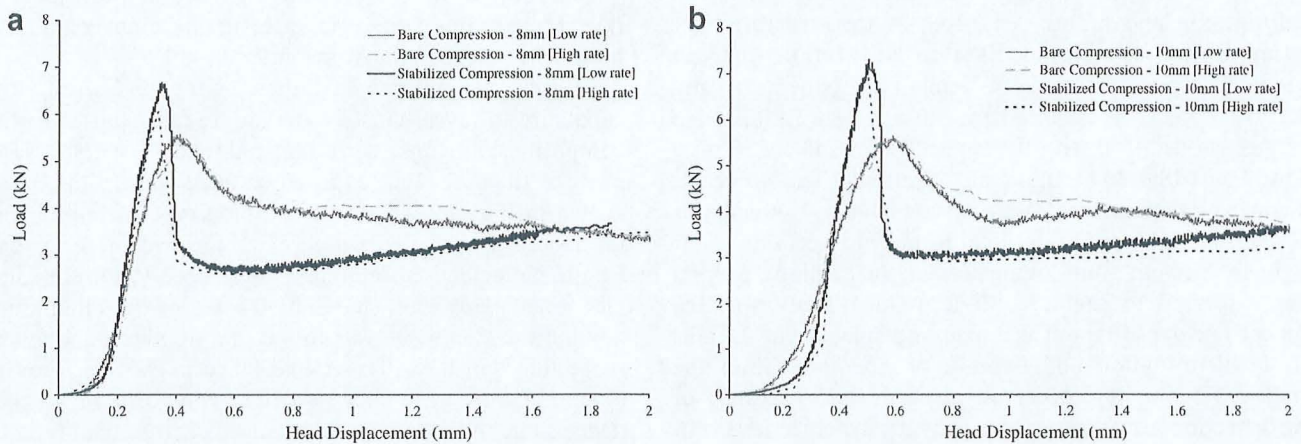 a
8
7
6
5
4
3
2
1
0
Load (kN)
Bare Compression - 8mm [Low rate]
Bare Compression - 8mm [High rate]
Stabilized Compression - 8mm [Low rate]
Stabilized Compression - 8mm [High rate]
0 0.2 0.4 0.6 0.8 1 1.2 1.4 1.6 1.8 2
Head Displacement (mm)
b
8
7
6
5
4
3
2
1
0
Load (kN)
Bare Compression - 10mm [Low rate]
Bare Compression - 10mm [High rate]
Stabilized Compression - 10mm [Low rate]
Stabilized Compression - 10mm [High rate]
0 0.2 0.4 0.6 0.8 1 1.2 1.4 1.6 1.8 2
Head Displacement (mm)